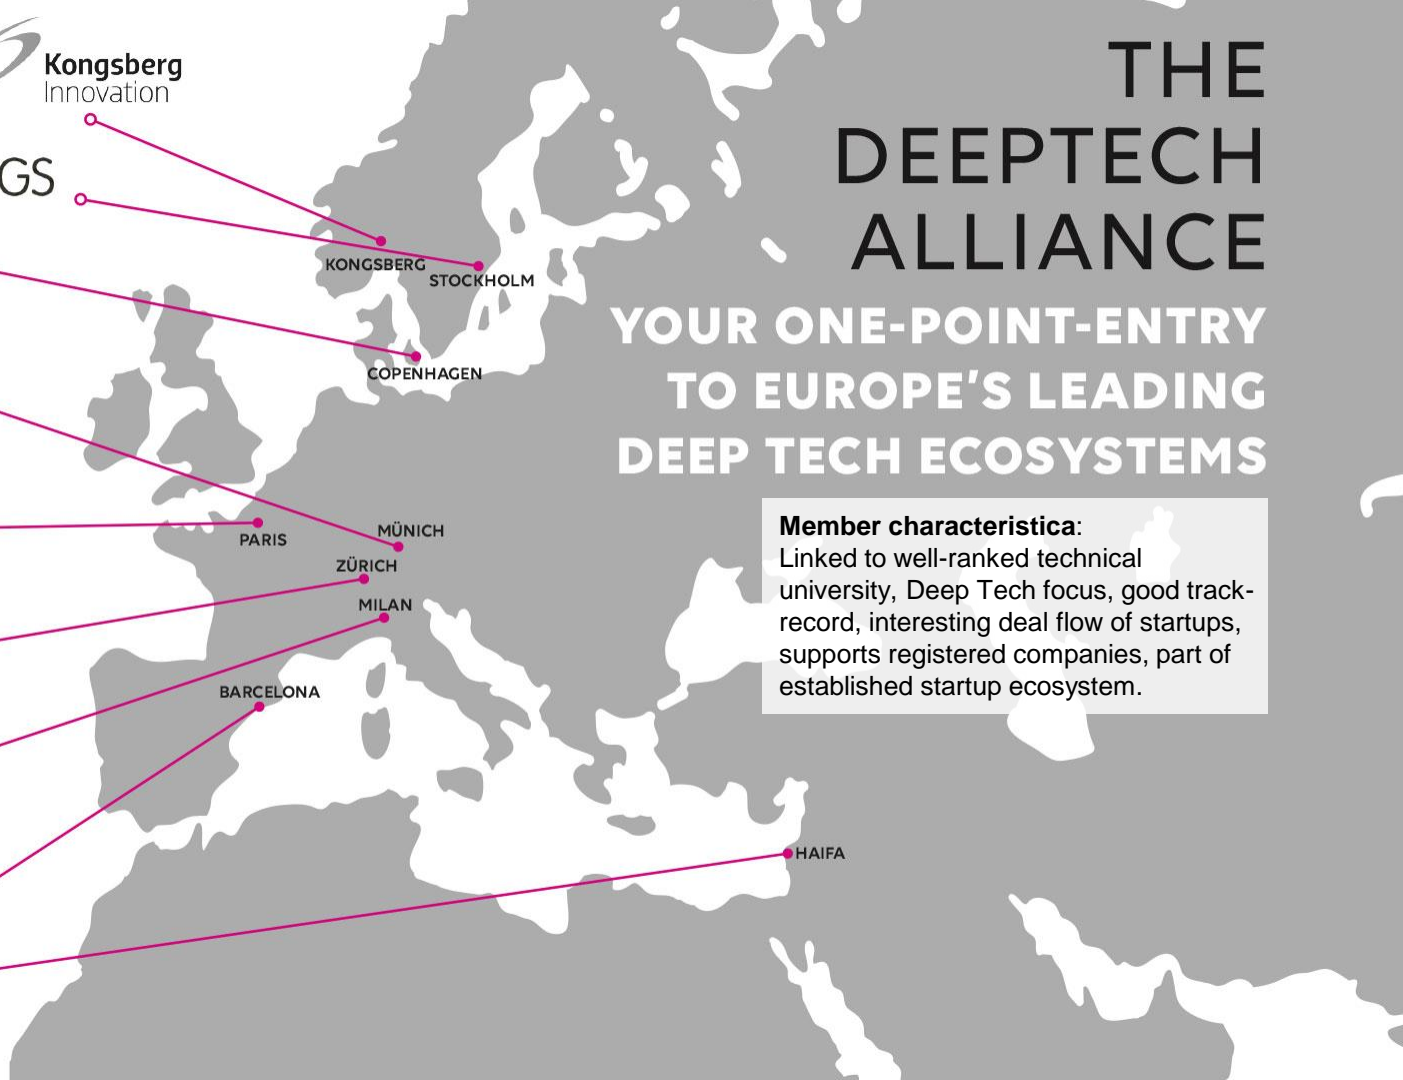 Kongsberg
Innovation
GS
THE
DEEPTECH
ALLIANCE
YOUR ONE-POINT-ENTRY
TO EUROPE'S LEADING
DEEP TECH ECOSYSTEMS
KONGSBERG
STOCKHOLM
COPENHAGEN
PARIS
MÜNICH
ZÜRICH
MILAN
BARCELONA
HAIFA
Member characteristica:
Linked to well-ranked technical
university, Deep Tech focus, good track-
record, interesting deal flow of startups,
supports registered companies, part of
established startup ecosystem.